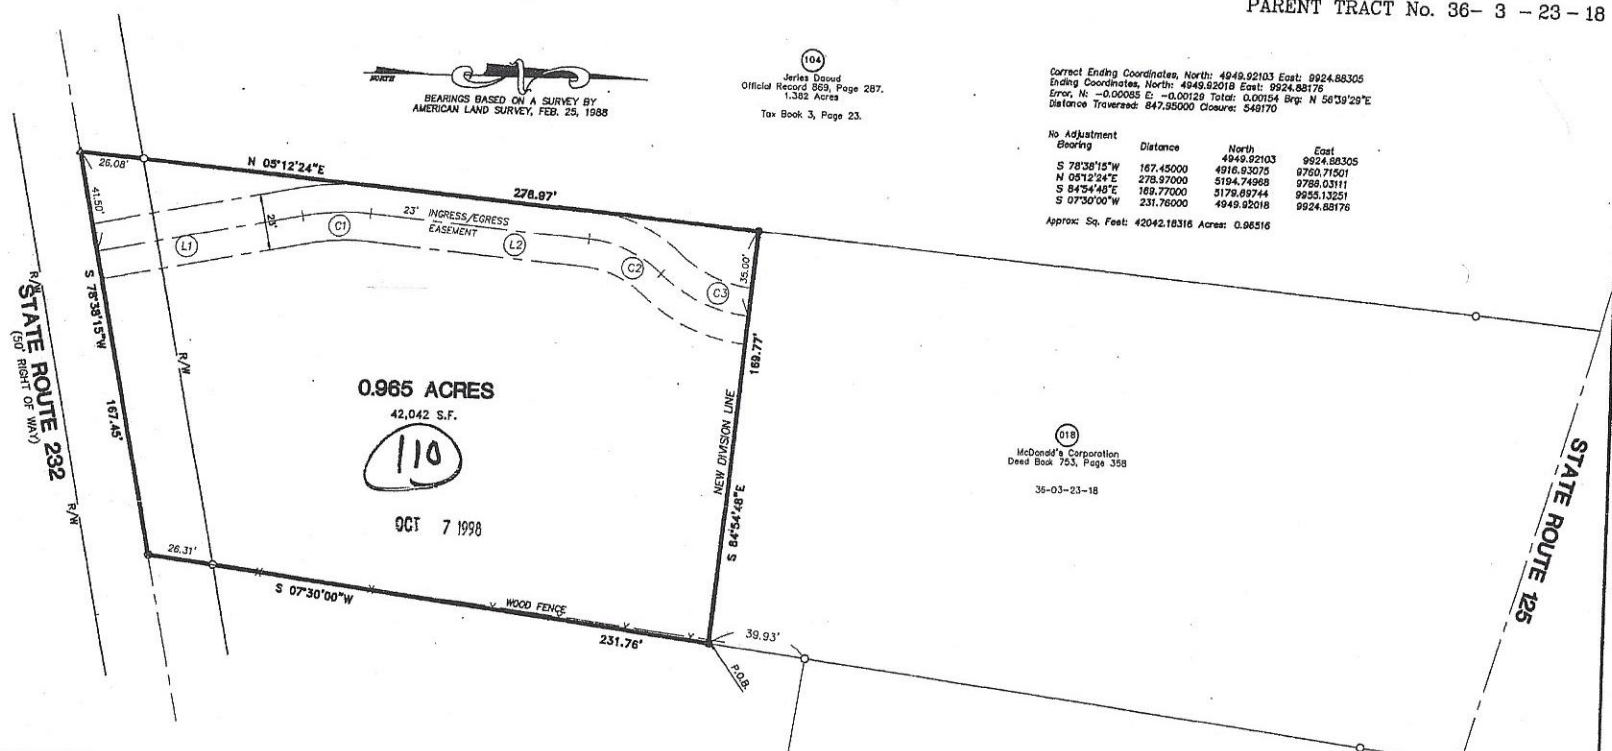 PARENT TRACT No. 36- 3 - 23 - 18
NORTH
BEARINGS BASED ON A SURVEY BY
AMERICAN LAND SURVEY, FEB. 25, 1988
104
Jeries Daoud
Official Record 869, Page 287.
1.382 Acres
Tax Book 3, Page 23.
Correct Ending Coordinates, North: 4949.92103 East: 9924.88305
Ending Coordinates, North: 4949.92018 East: 9924.88176
Error, N: -0.00085 E: -0.00129 Total: 0.00154 Brg: N 56°39'29"E
Distance Traversed: 847.95000 Closure: 549170
No Adjustment
Bearing Distance North East
4949.92103 9924.88305
S 78°38'15"W 167.45000 4916.93075 9760.71501
N 05°12'24"E 278.97000 5194.74968 9786.03111
S 84°54'48"E 169.77000 5179.69744 9955.13251
S 07°30'00"W 231.76000 4949.92018 9924.88176
Approx: Sq. Feet: 42042.18316 Acres: 0.96516
26.08'
N 05°12'24"E
278.97'
41.50'
23'
L1
C1
23' INGRESS/EGRESS
EASEMENT
L2
C2
C3
35.00'
S 78°38'15"W
167.45'
R/W
STATE ROUTE 232
(50' RIGHT OF WAY)
R/W
R/W
0.965 ACRES
42,042 S.F.
110
OCT 7 1998
169.77'
NEW DIVISION LINE
S 84°54'48"E
018
McDonald's Corporation
Deed Book 753, Page 358
36-03-23-18
STATE ROUTE 125
26.31'
S 07°30'00"W
WOOD FENCE
231.76'
39.93'
P.O.B.